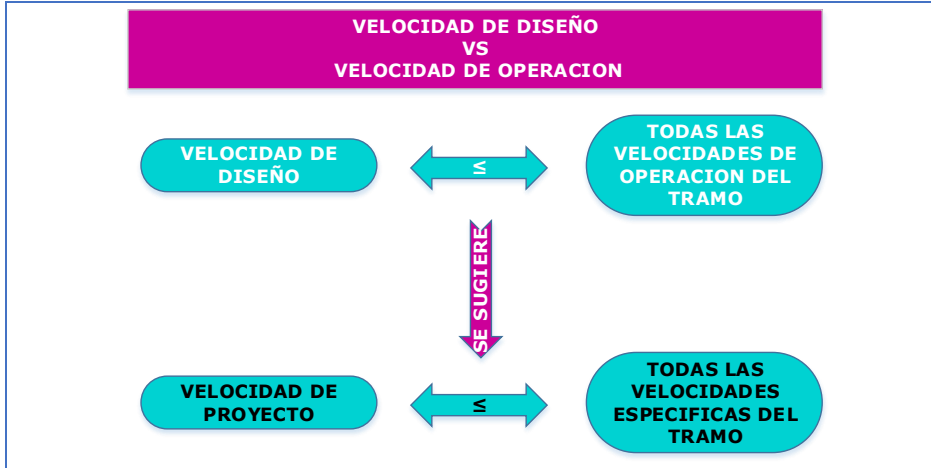 VELOCIDAD DE DISEÑO
VS
VELOCIDAD DE OPERACION
VELOCIDAD DE
DISEÑO
≤
TODAS LAS
VELOCIDADES DE
OPERACION DEL
TRAMO
SE SUGIERE
VELOCIDAD DE
PROYECTO
≤
TODAS LAS
VELOCIDADES
ESPECIFICAS DEL
TRAMO